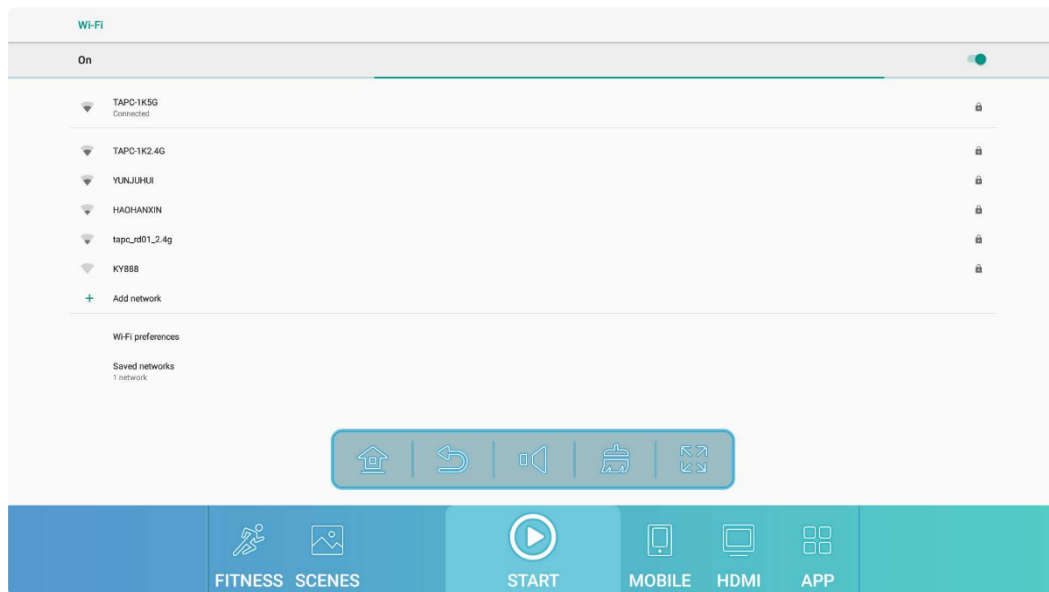 Wi-Fi
On
TAPC-1K5G
Connected
TAPC-1K2.4G
YUNJUHUI
HAOHANXIN
tapc_rd01_2.4g
KY888
+ Add network
Wi-Fi preferences
Saved networks
1 network
FITNESS SCENES START MOBILE HDMI APP